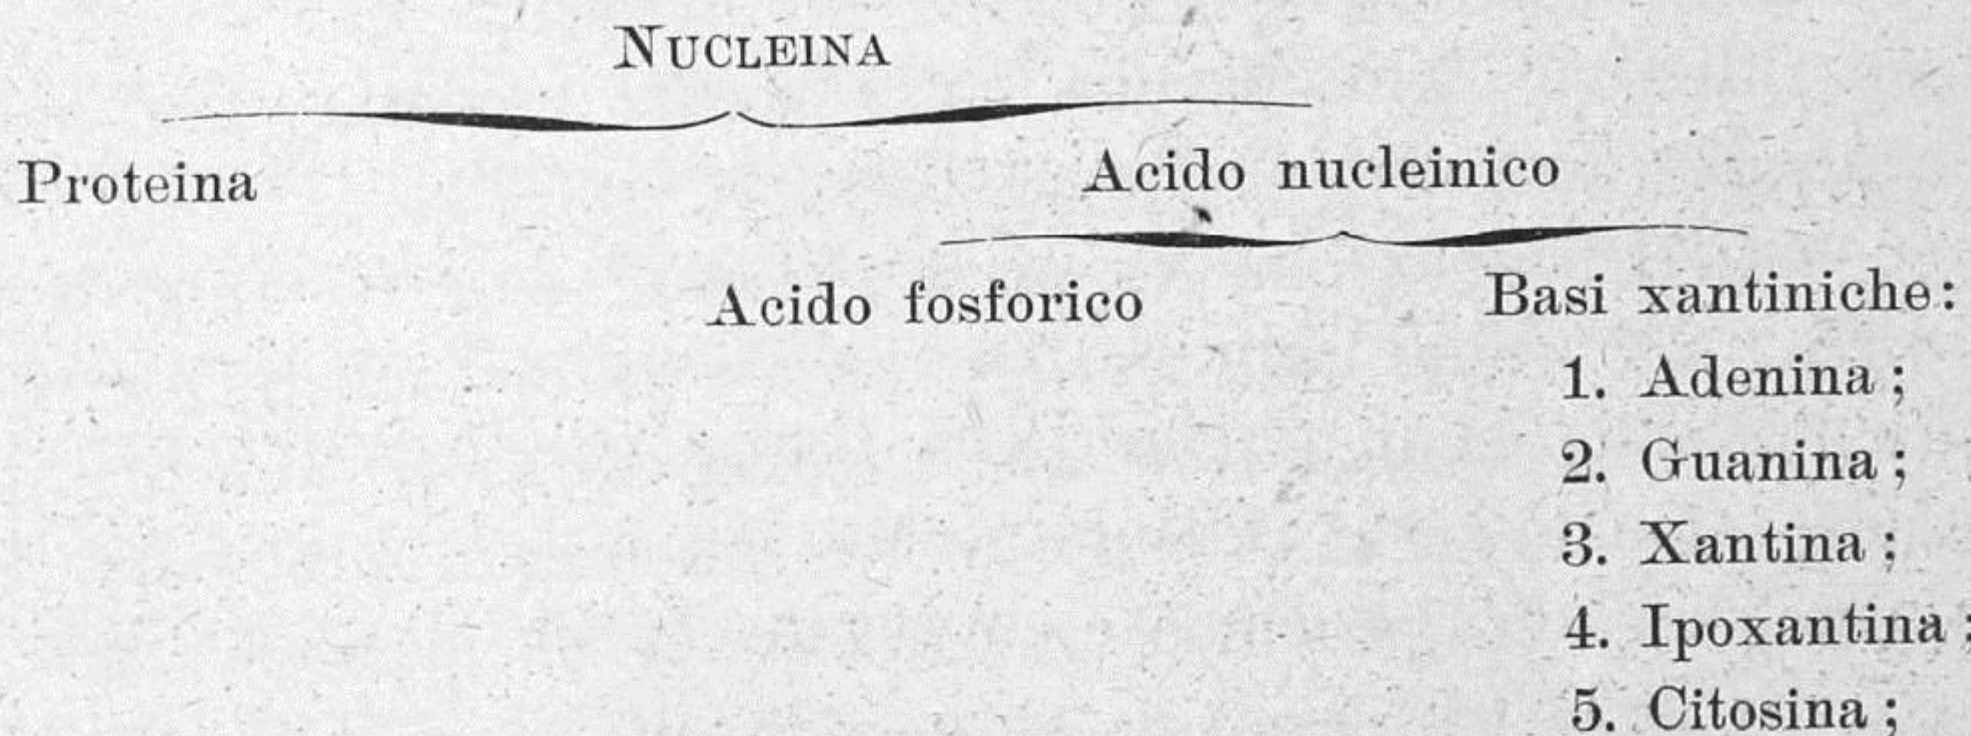 NUCLEINA
Proteina
Acido nucleinico
Acido fosforico
Basi xantiniche:
1. Adenina ;
2. Guanina ;
3. Xantina ;
4. Ipoxantina ;
5. Citosina ;